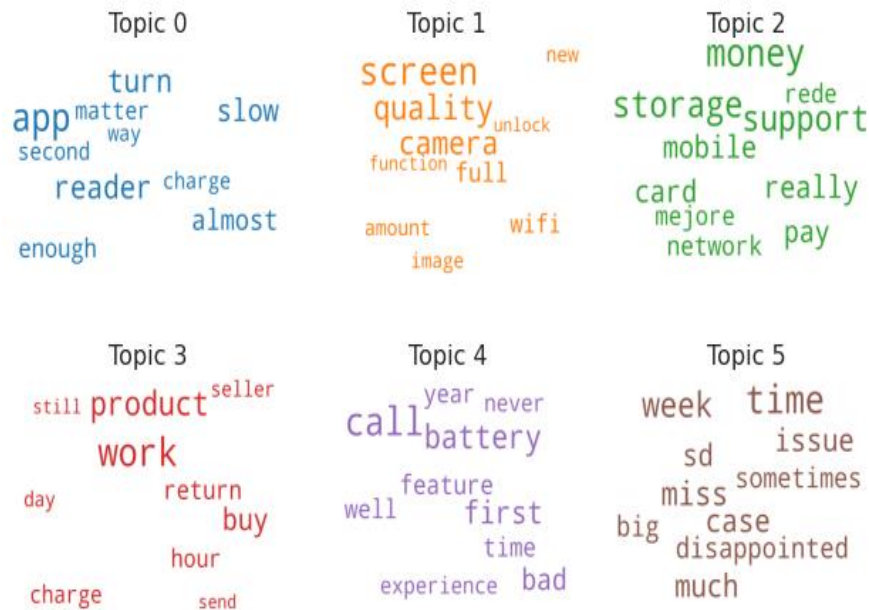 Topic 0
turn
app matter slow
way
second
reader charge
almost
enough
Topic 1
new
screen
quality
unlock
camera
function
full
amount wifi
image
Topic 2
money
rede
storage
support
mobile
card really
mejore
network pay
Topic 3
seller
still product
work
return
day
buy
hour
charge
send
Topic 4
year
never
call
battery
feature
well first
time
experience bad
Topic 5
week time
issue
sd
sometimes
miss
big case
disappointed
much